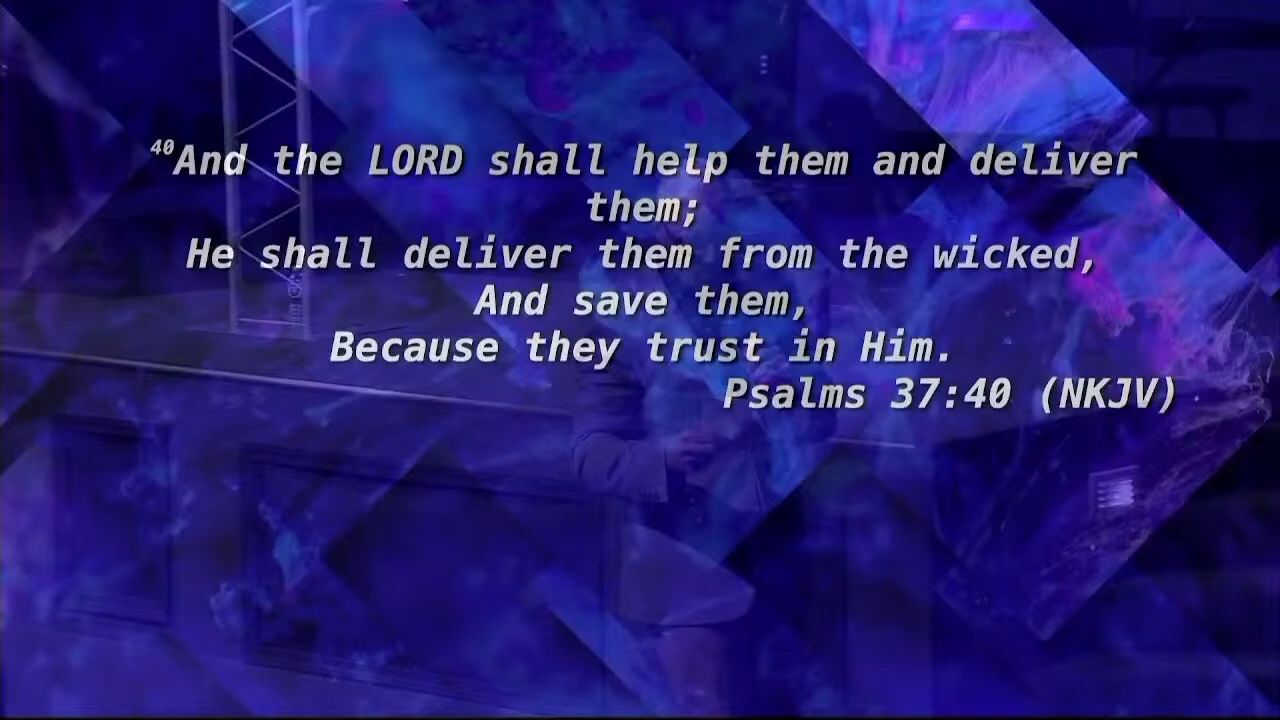 40And the LORD shall help them and deliver
them;
He shall deliver them from the wicked,
And save them,
Because they trust in Him.
Psalms 37:40 (NKJV)